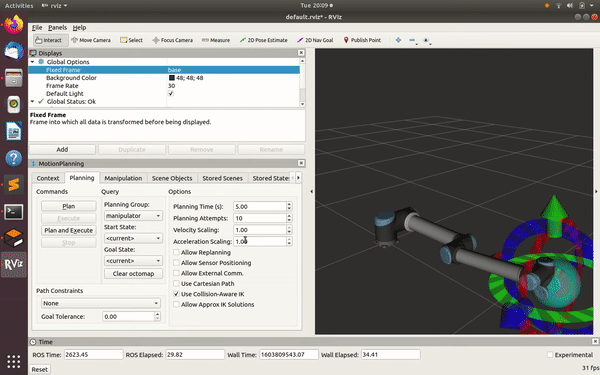 Activities
rviz
Tue 20:09
default.rviz* - RViz
File Panels Help
Interact Move Camera Select Focus Camera Measure 2D Pose Estimate 2D Nav Goal Publish Point
Displays
Global Options
Fixed Frame base
Background Color 48; 48; 48
Frame Rate 30
Default Light
Global Status: Ok
Fixed Frame
Frame into which all data is transformed before being displayed.
Add Duplicate Remove Rename
MotionPlanning
Context Planning Manipulation Scene Objects Stored Scenes Stored State
Commands Query Options
Plan
Execute
Plan and Execute
Stop
Planning Group:
manipulator
Start State:
<current>
Goal State:
<current>
Clear octomap
Planning Time (s): 5.00
Planning Attempts: 10
Velocity Scaling: 1.00
Acceleration Scaling: 1.00
Allow Replanning
Allow Sensor Positioning
Allow External Comm.
Use Cartesian Path
Use Collision-Aware IK
Allow Approx IK Solutions
Path Constraints
None
Goal Tolerance: 0.00
RViz
Time
ROS Time: 2623.45 ROS Elapsed: 29.82 Wall Time: 1603809543.07 Wall Elapsed: 34.41 Experimental
Reset 31 fps